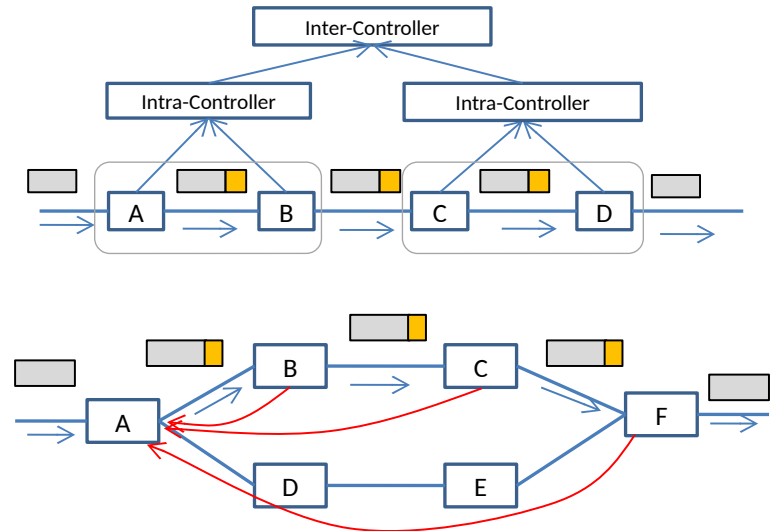 Inter-Controller
Intra-Controller
Intra-Controller
A
B
C
D
B
C
A
F
D
E